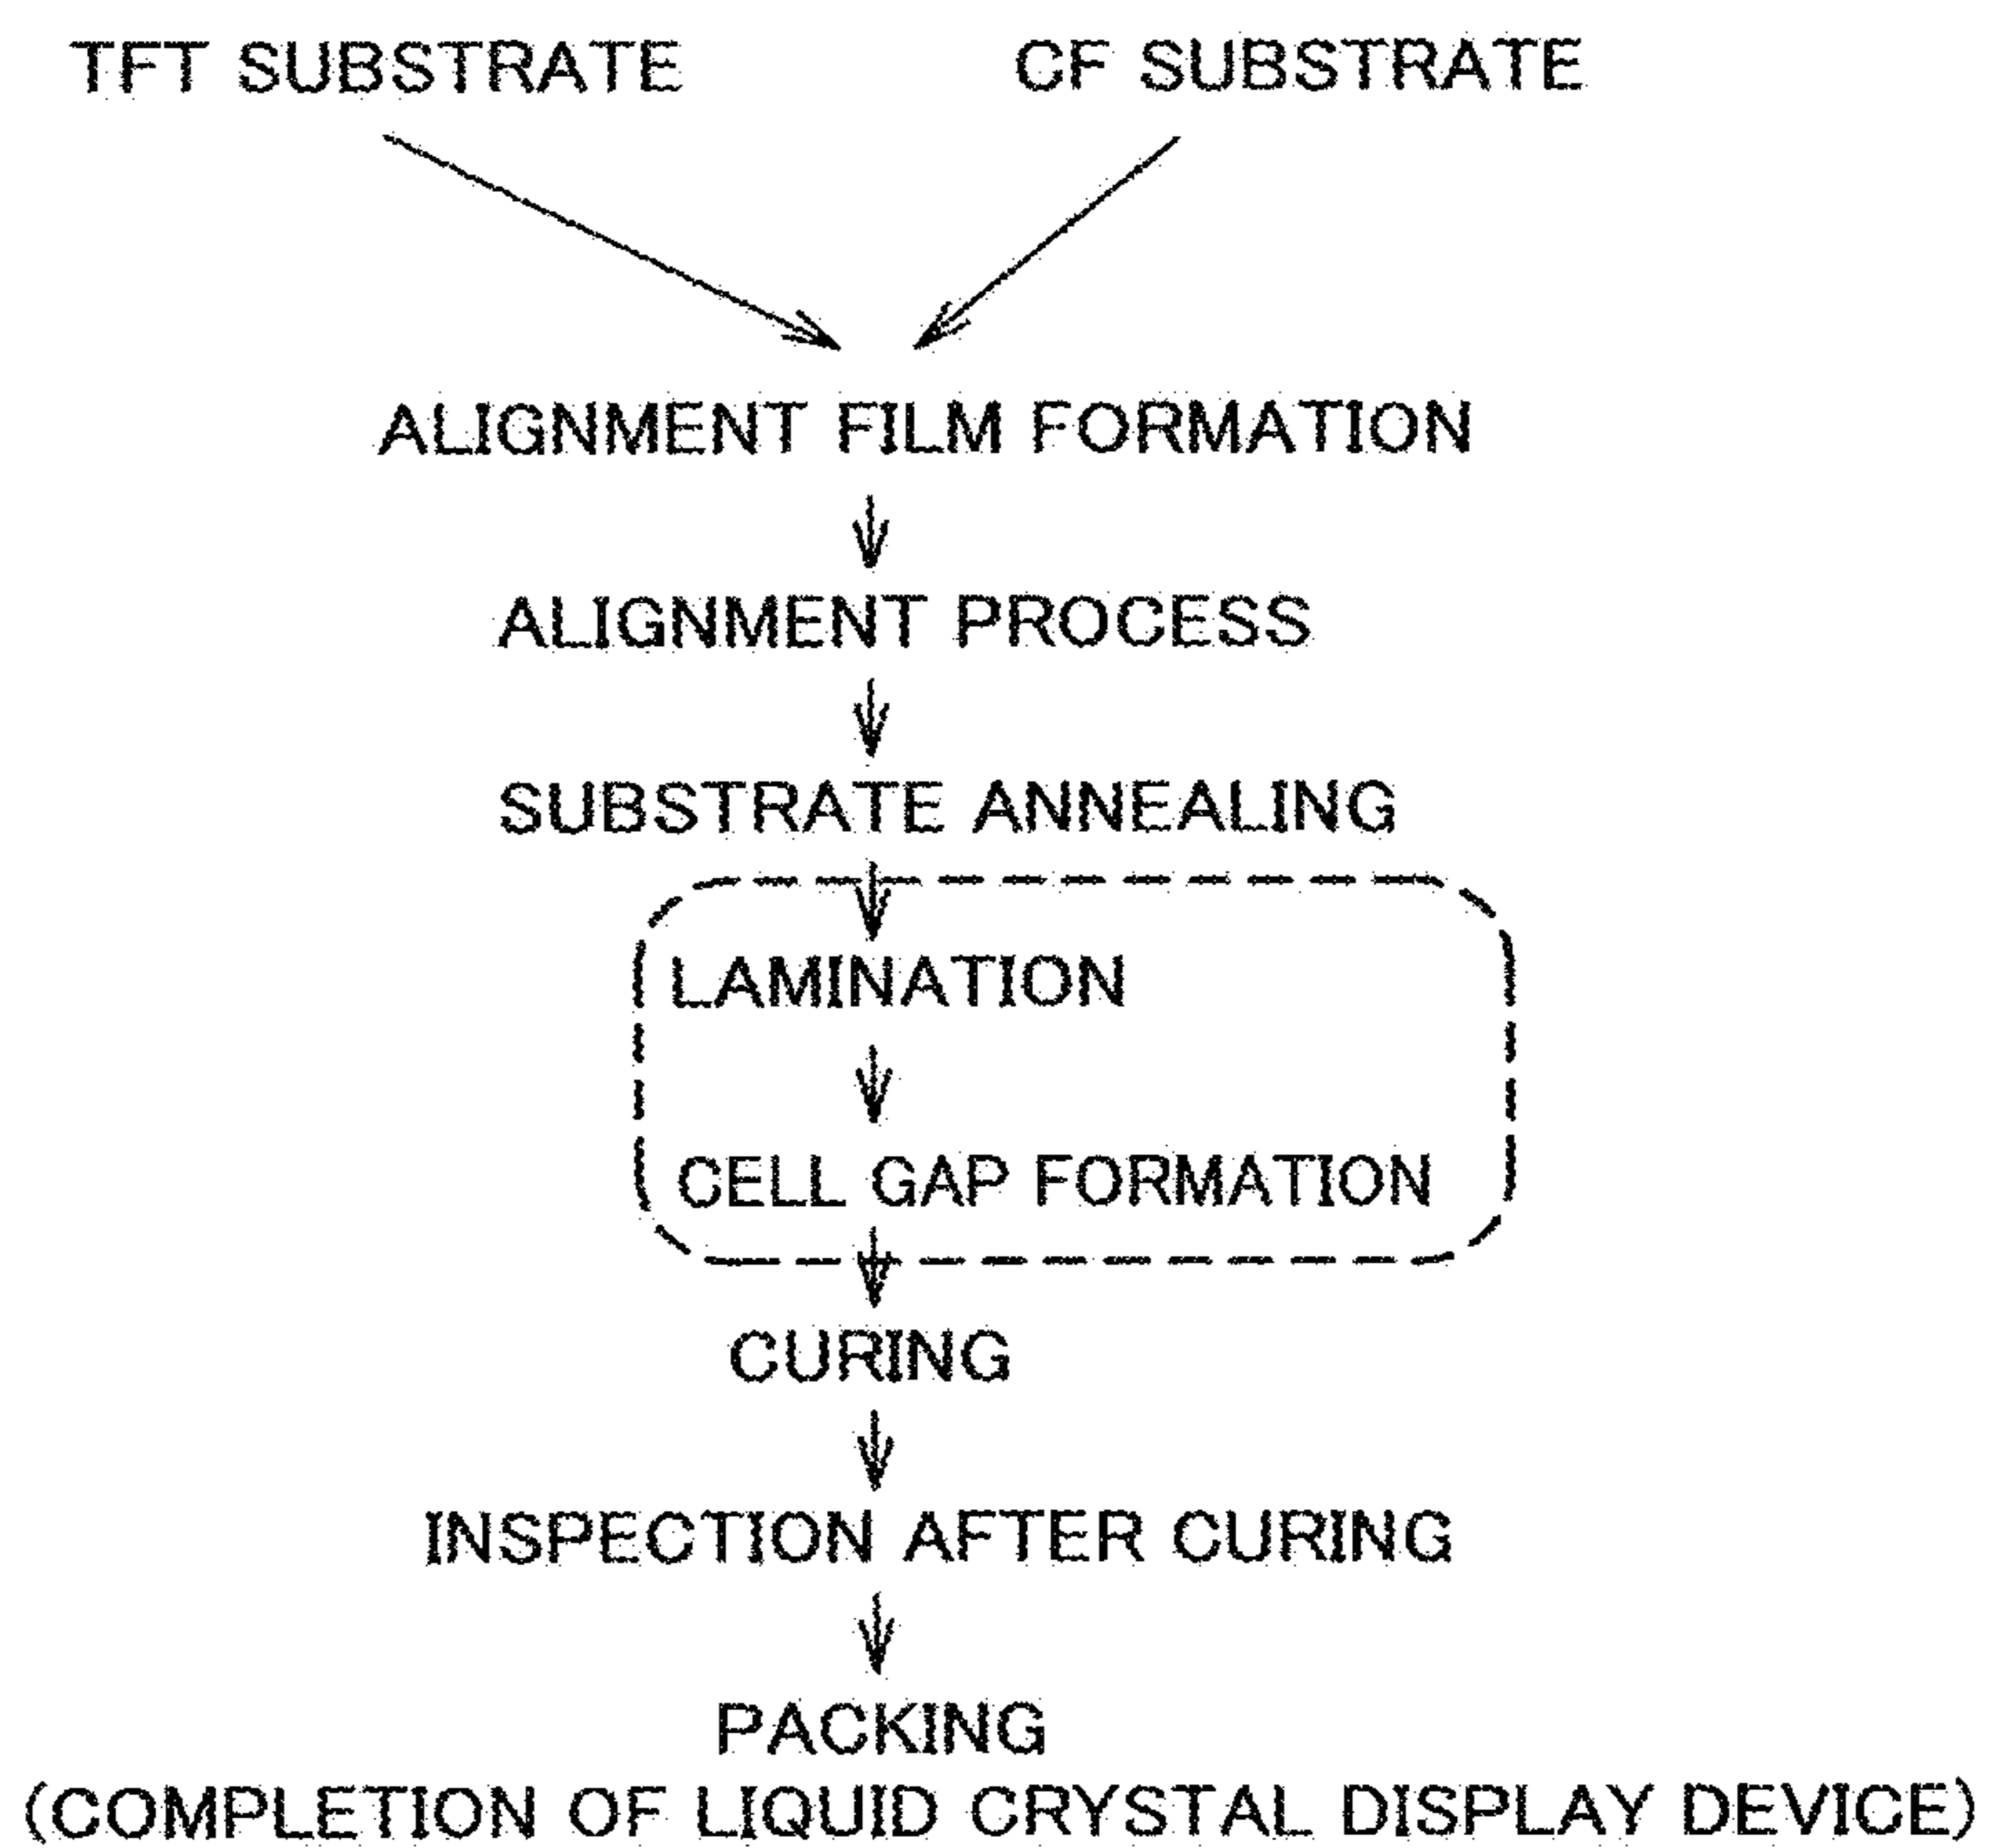 TFT SUBSTRATE
CF SUBSTRATE
ALIGNMENT FILM FORMATION
ALIGNMENT PROCESS
SUBSTRATE ANNEALING
LAMINATION
CELL GAP FORMATION
CURING
INSPECTION AFTER CURING
PACKING
(COMPLETION OF LIQUID CRYSTAL DISPLAY DEVICE)